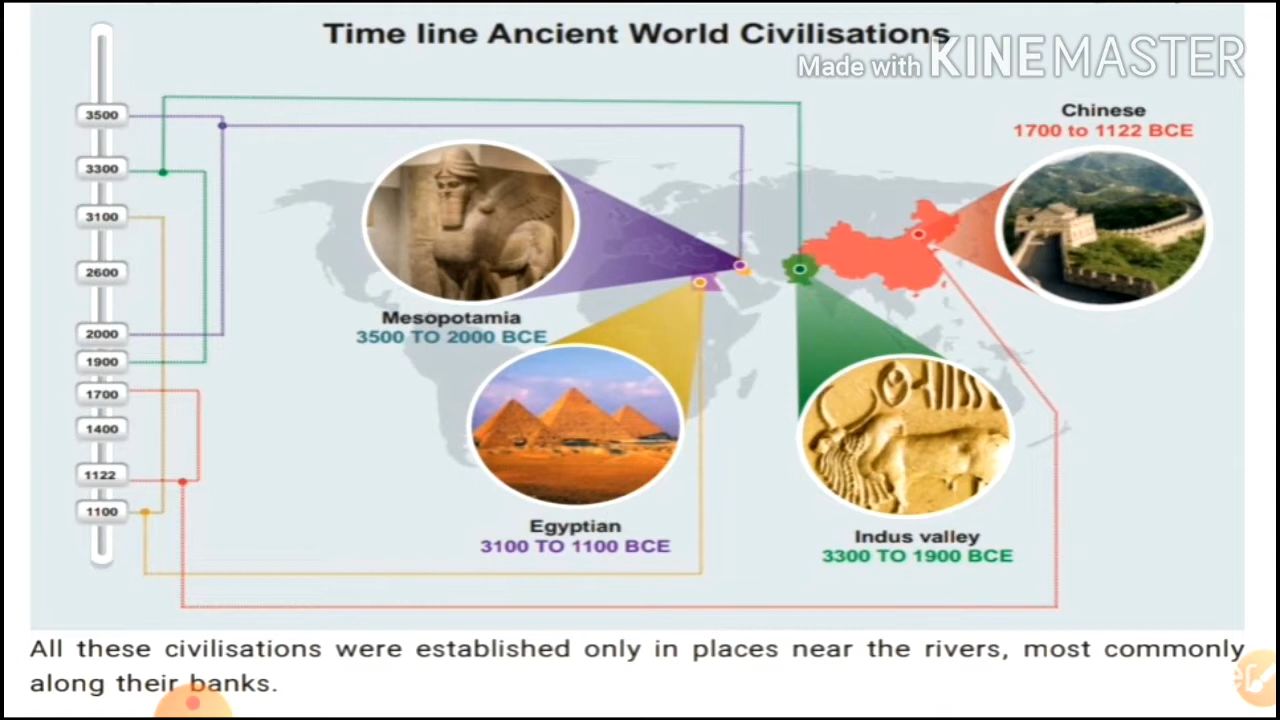 Time line Ancient World Civilisations
Made with KINEMASTER
Chinese
1700 to 1122 BCE
3500
3300
3100
2600
2000
1900
1700
1400
1122
1100
Mesopotamia
3500 TO 2000 BCE
Egyptian
3100 TO 1100 BCE
Indus valley
3300 TO 1900 BCE
All these civilisations were established only in places near the rivers, most commonly
along their banks.